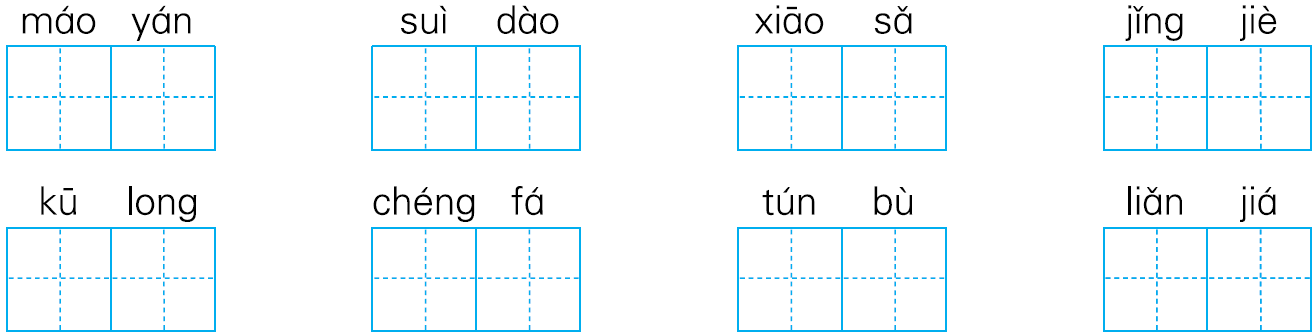 máo yán suì dào xiāo sǎ jǐng jiè
kū long chéng fá tún bù liǎn jiá